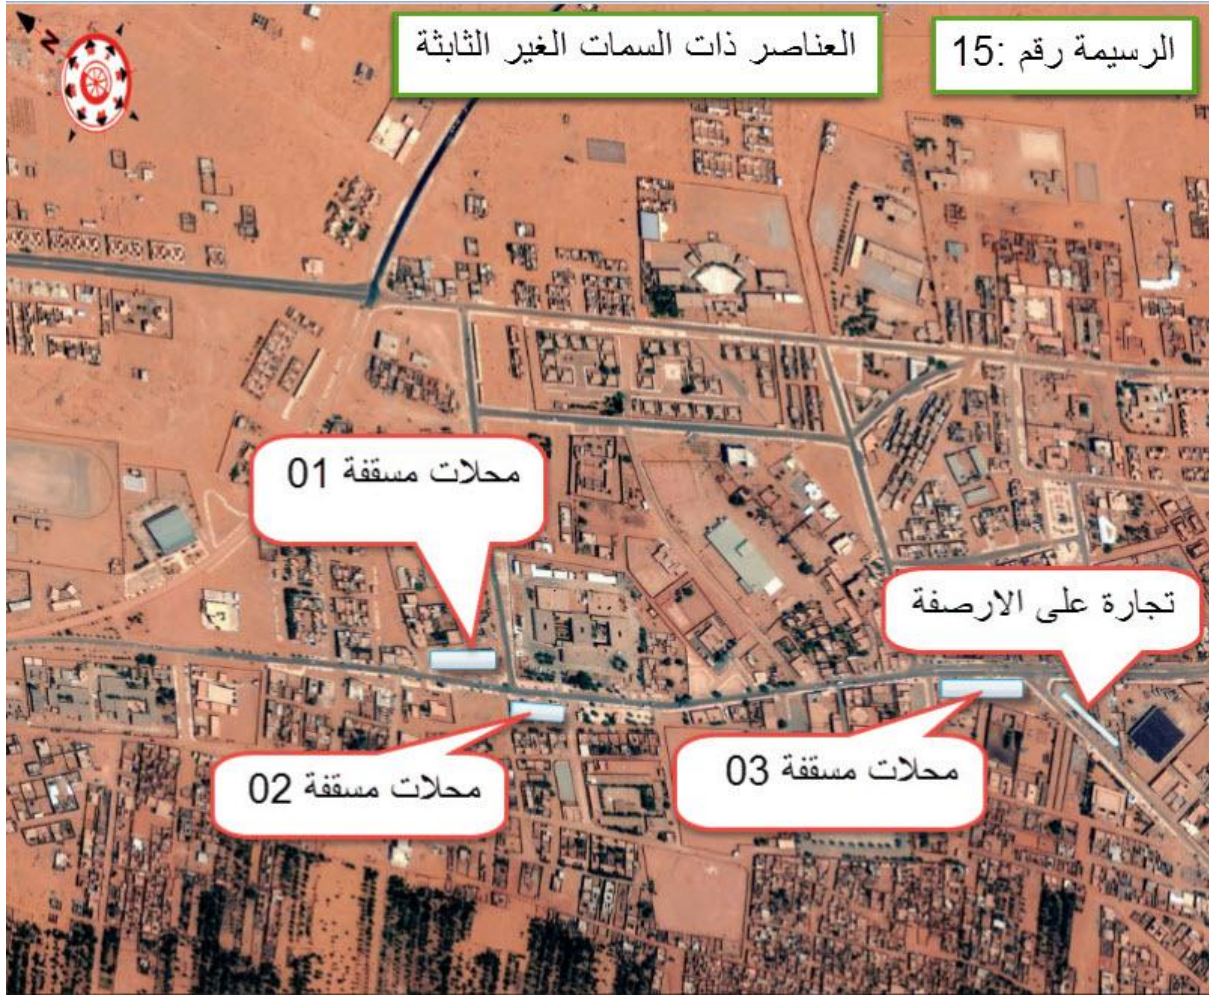 الرسيمة رقم :15
العناصر ذات السمات الغير الثابثة
N
محلات مسقفة 01
تجارة على الارصفة
محلات مسقفة 02
محلات مسقفة 03